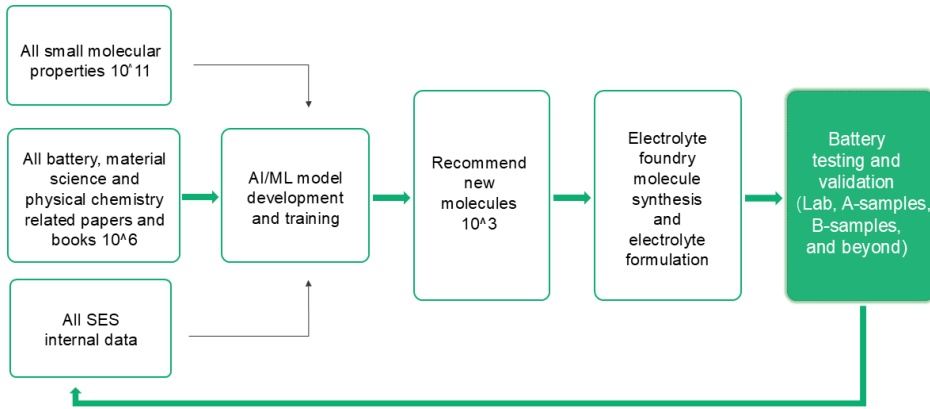 All small molecular
properties 10^11
All battery, material
science and
physical chemistry
related papers and
books 10^6
All SES
internal data
AI/ML model
development
and training
Recommend
new
molecules
10^3
Electrolyte
foundry
molecule
synthesis
and
electrolyte
formulation
Battery
testing and
validation
(Lab, A-samples,
B-samples,
and beyond)